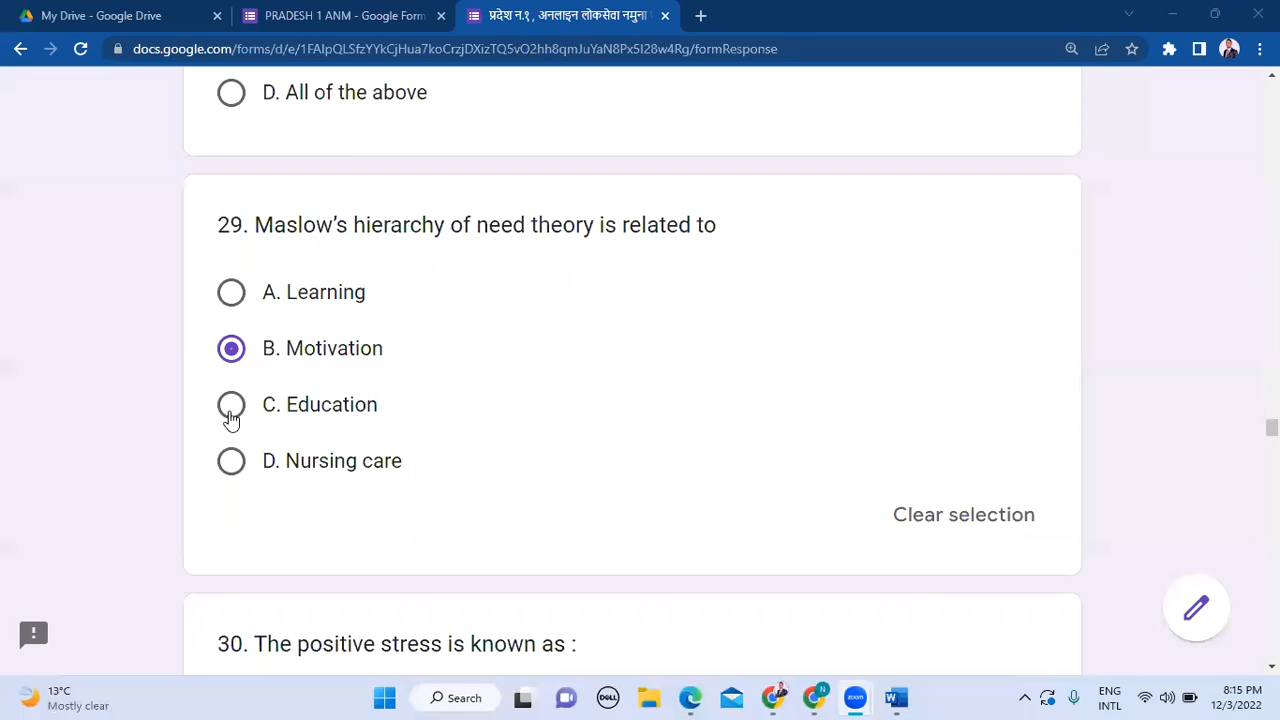 My Drive - Google Drive
PRADESH 1 ANM - Google Form
प्रदेश न.१, अनलाइन लोकसेवा नमुना
docs.google.com/forms/d/e/1FAIpQLSfzYYkCjHua7koCrzjDXizTQ5vO2hh8qmJuYaN8Px5I28w4Rg/formResponse
D. All of the above
29. Maslow’s hierarchy of need theory is related to
A. Learning
B. Motivation
C. Education
D. Nursing care
Clear selection
30. The positive stress is known as :
13°C
Mostly clear
Search
DELL
N
zoom
ENG
INTL
8:15 PM
12/3/2022